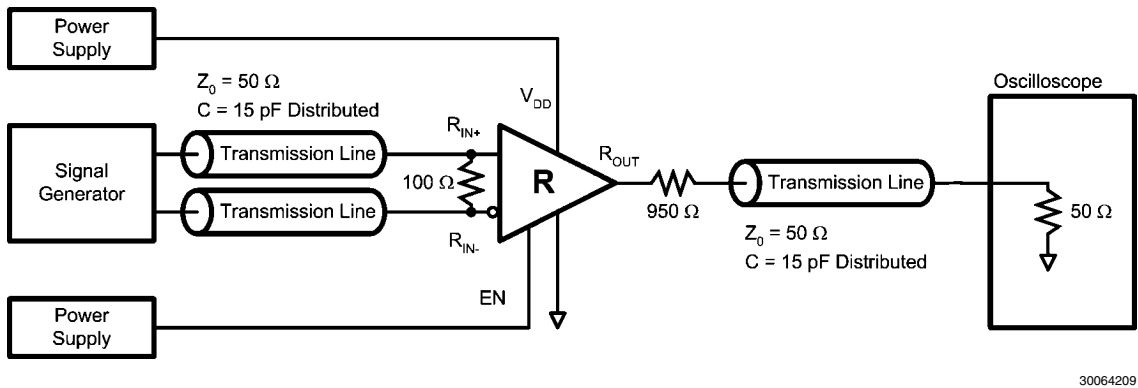 Power
Supply
Z0 = 50 Ω
C = 15 pF Distributed
VDD
Oscilloscope
Signal
Generator
Transmission Line
Transmission Line
RIN+
100 Ω
RIN-
R
ROUT
950 Ω
Transmission Line
Z0 = 50 Ω
C = 15 pF Distributed
50 Ω
EN
Power
Supply
30064209